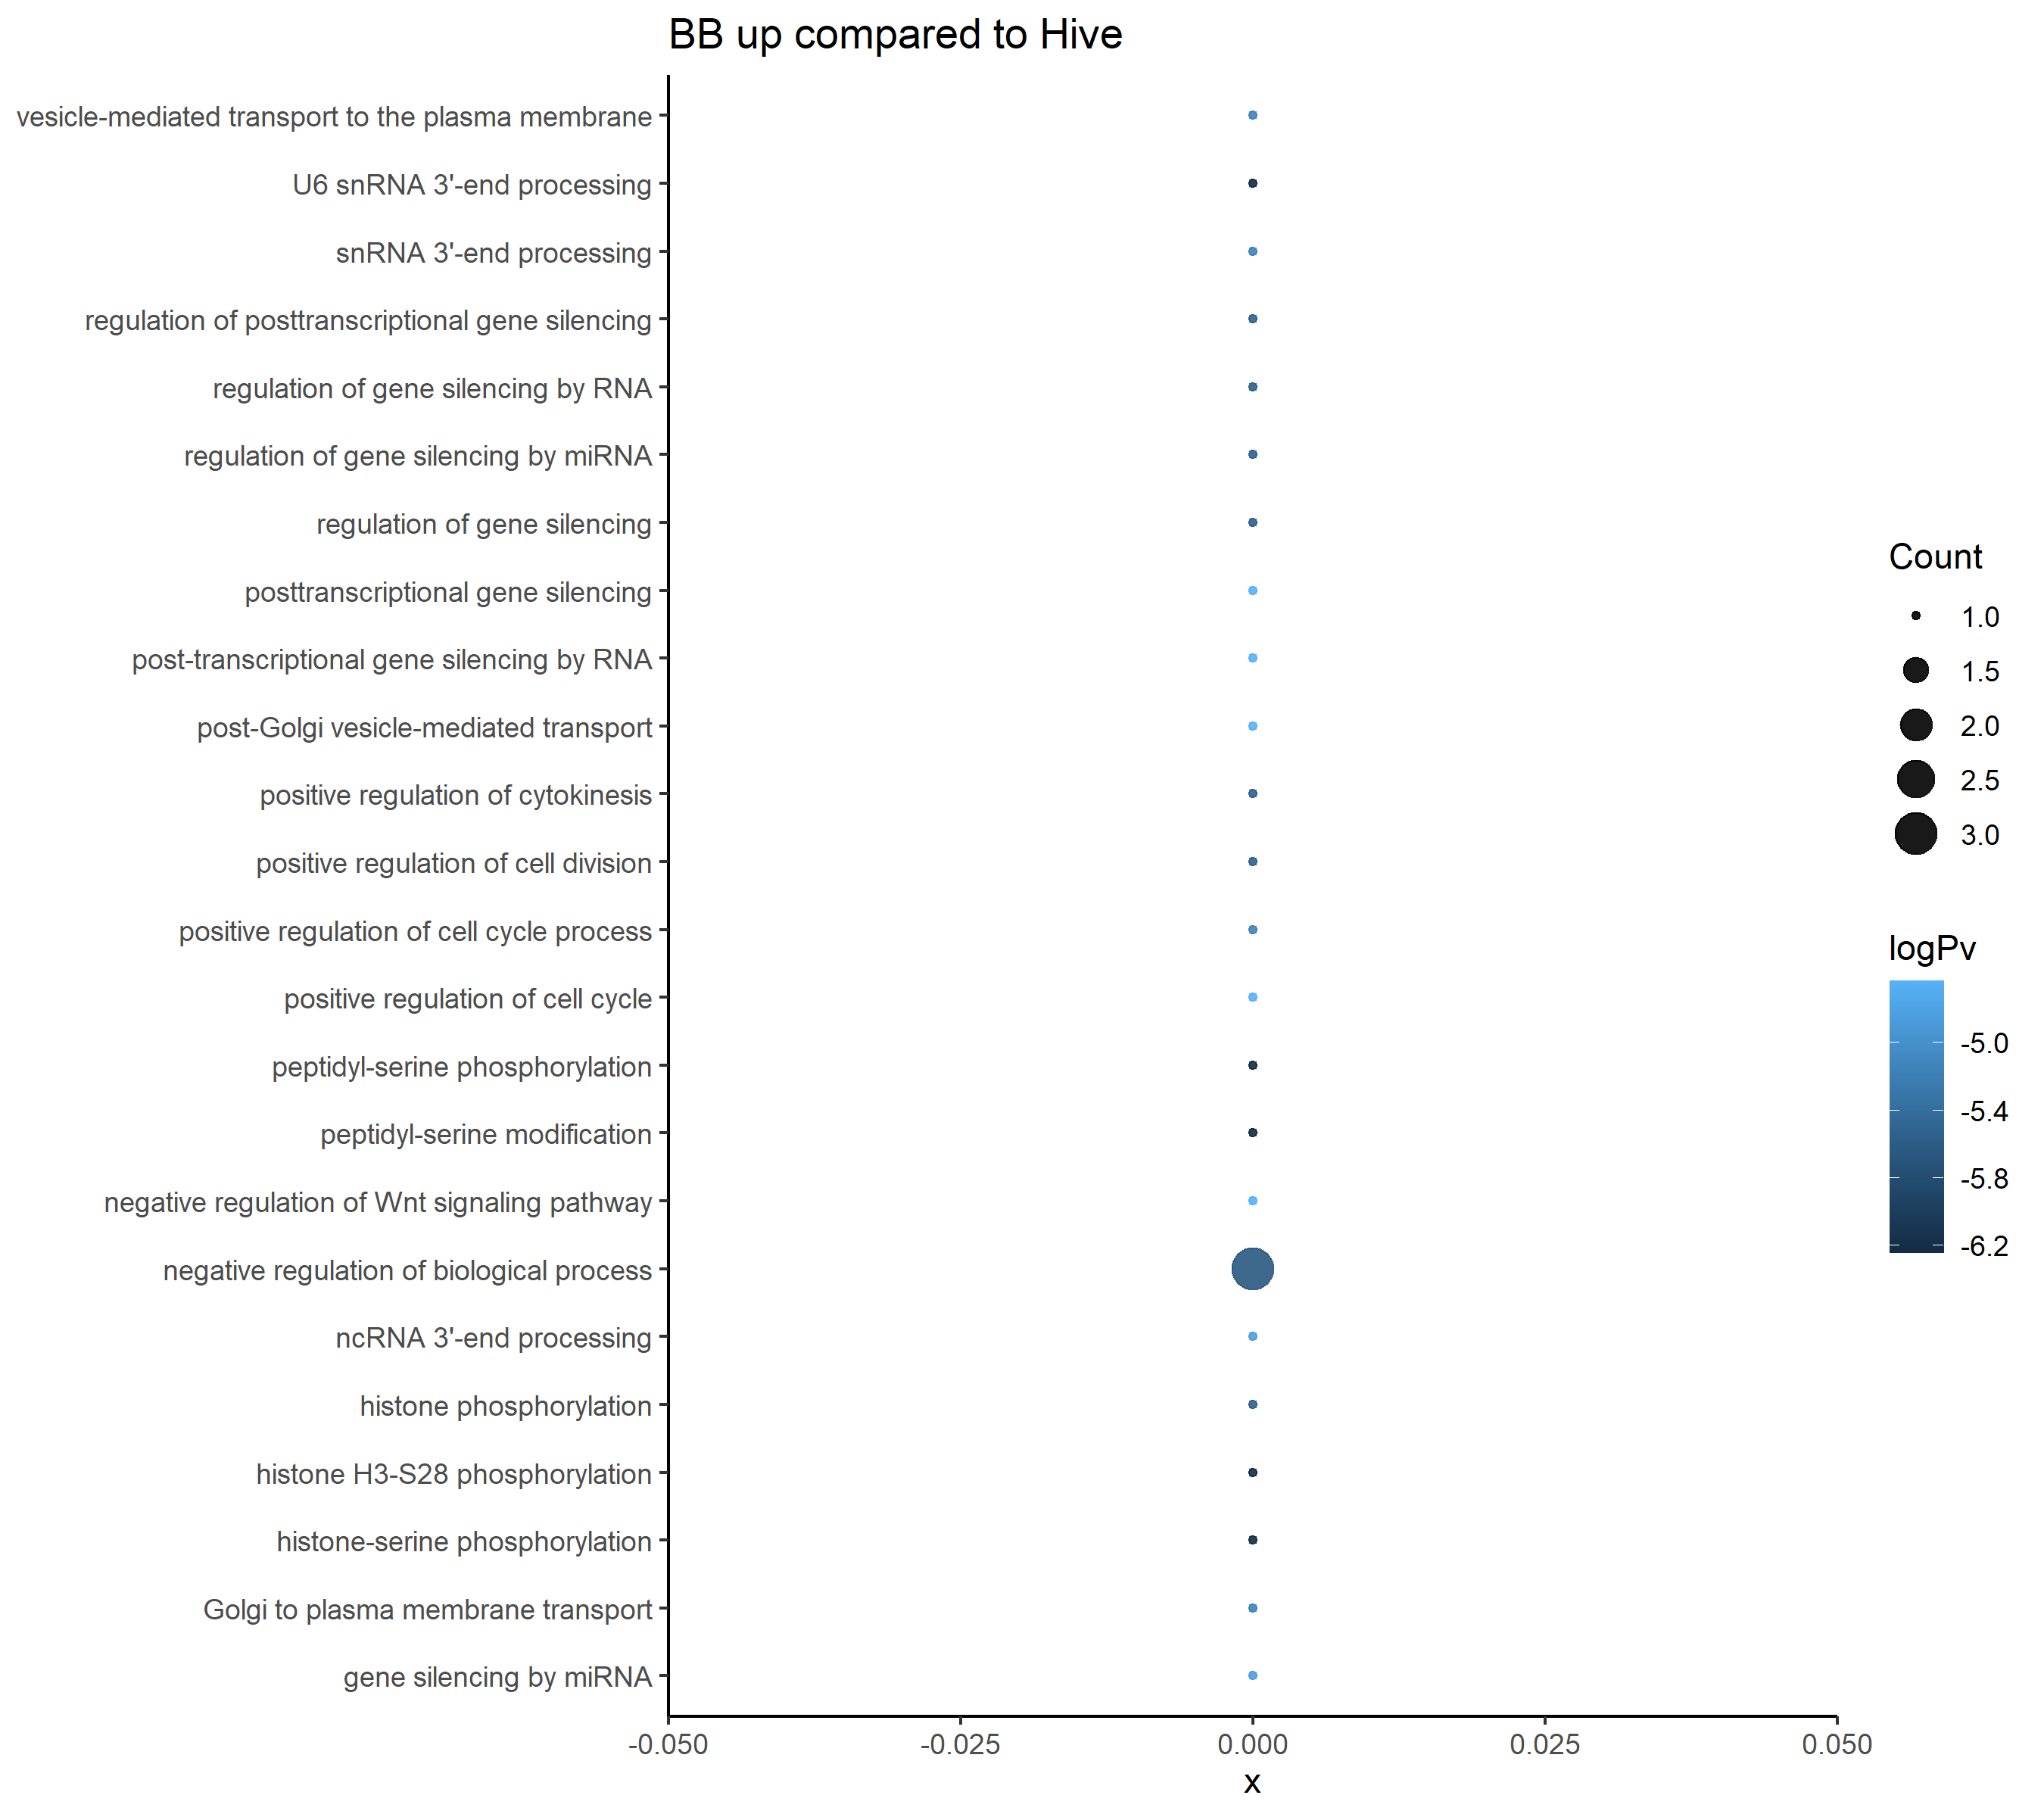 BB up compared to Hive
vesicle-mediated transport to the plasma membrane
U6 snRNA 3'-end processing
snRNA 3'-end processing
regulation of posttranscriptional gene silencing
regulation of gene silencing by RNA
regulation of gene silencing by miRNA
regulation of gene silencing
posttranscriptional gene silencing
post-transcriptional gene silencing by RNA
post-Golgi vesicle-mediated transport
positive regulation of cytokinesis
positive regulation of cell division
positive regulation of cell cycle process
positive regulation of cell cycle
peptidyl-serine phosphorylation
peptidyl-serine modification
negative regulation of Wnt signaling pathway
negative regulation of biological process
ncRNA 3'-end processing
histone phosphorylation
histone H3-S28 phosphorylation
histone-serine phosphorylation
Golgi to plasma membrane transport
gene silencing by miRNA
-0.050 -0.025 0.000 0.025 0.050
x
Count
1.0
1.5
2.0
2.5
3.0
logPv
-5.0
-5.4
-5.8
-6.2